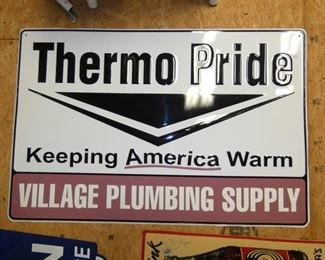 Thermo Pride
Keeping America Warm
VILLAGE PLUMBING SUPPLY